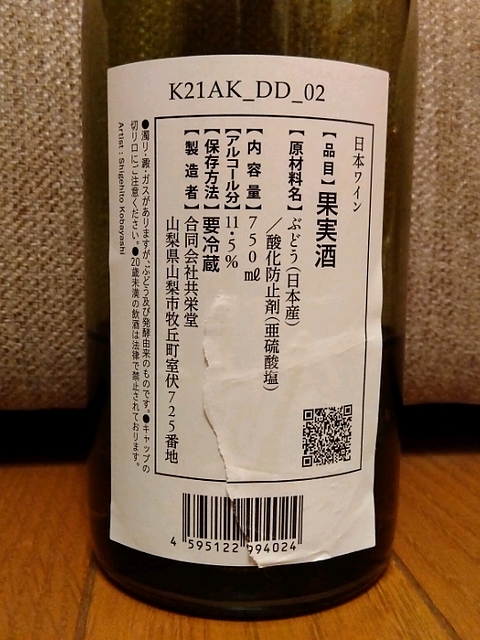 K21AK_DD_02
日本ワイン
【品目】果実酒
【原材料名】ぶどう(日本産)
/酸化防止剤(亜硫酸塩)
【内容量】750㎖
【アルコール分】11.5%
【保存方法】要冷蔵
【製造者】合同会社共栄堂
山梨県山梨市牧丘町室伏725番地
●濁り・澱・ガスがありますが、ぶどう及び発酵由来のものです。●キャップの
切り口にご注意ください。●20歳未満の飲酒は法律で禁止されております。
Artist : Shigehito Kobayashi
4 595122 994024